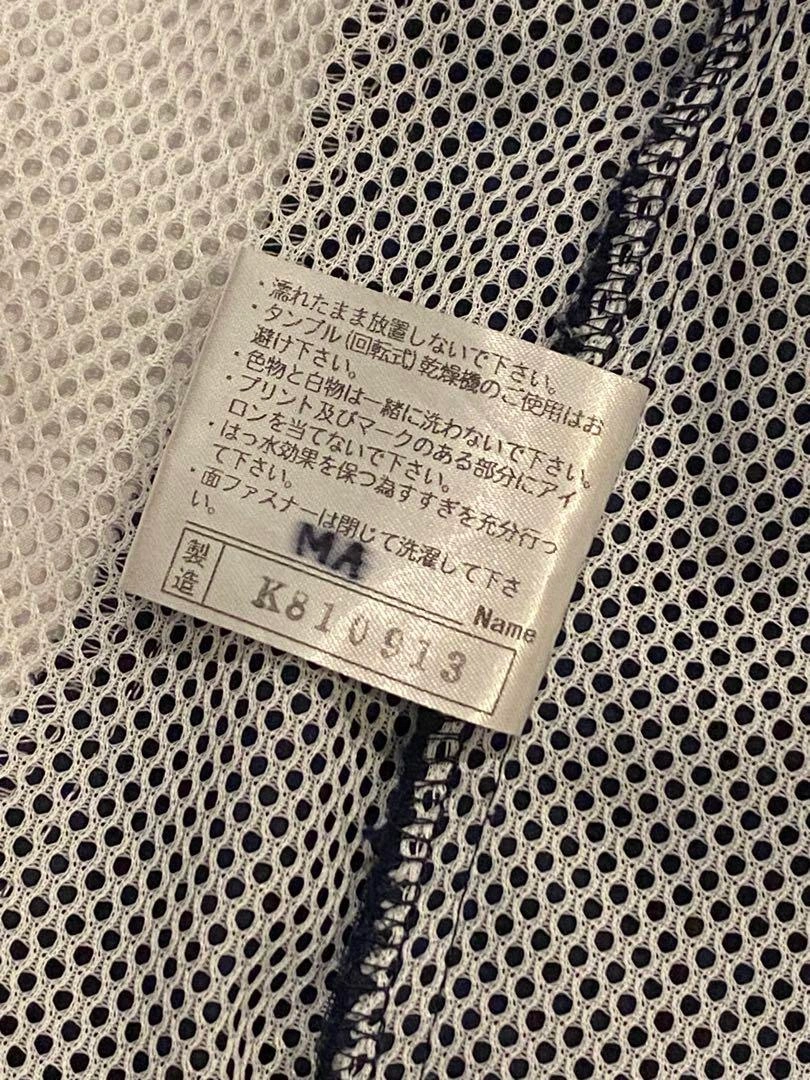 ・濡れたまま放置しないで下さい。
・タンブル(回転式)乾燥機のご使用はお
避け下さい。
・色物と白物は一緒に洗わないで下さい。
・プリント及びマークのある部分にアイ
ロンを当てないで下さい。
・はっ水効果を保つ為すすぎを充分行っ
て下さい。
・面ファスナーは閉じて洗濯して下さ
い。
MA
Name
製造
K810913